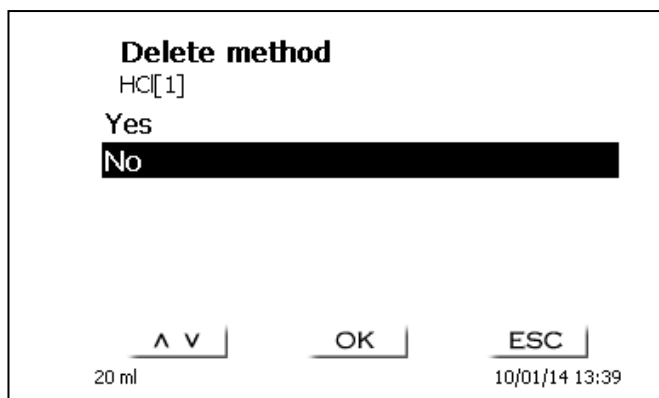 Delete method
HCl[1]
Yes
No
∧ ∨ OK ESC
20 ml 10/01/14 13:39